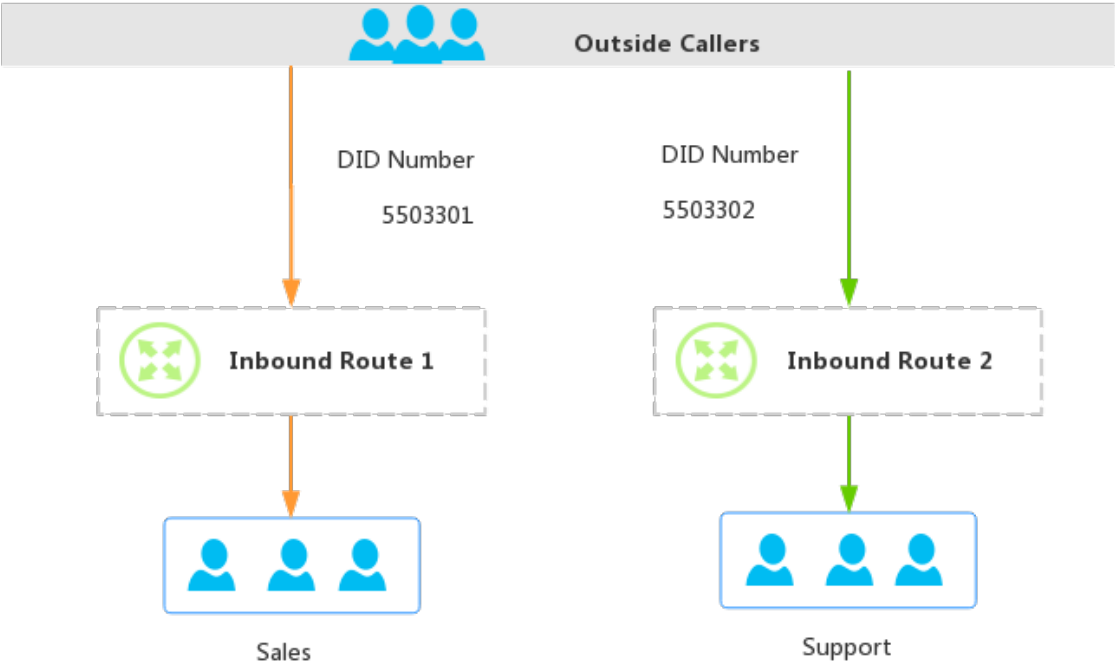 Outside Callers
DID Number
5503301
DID Number
5503302
Inbound Route 1
Inbound Route 2
Sales
Support